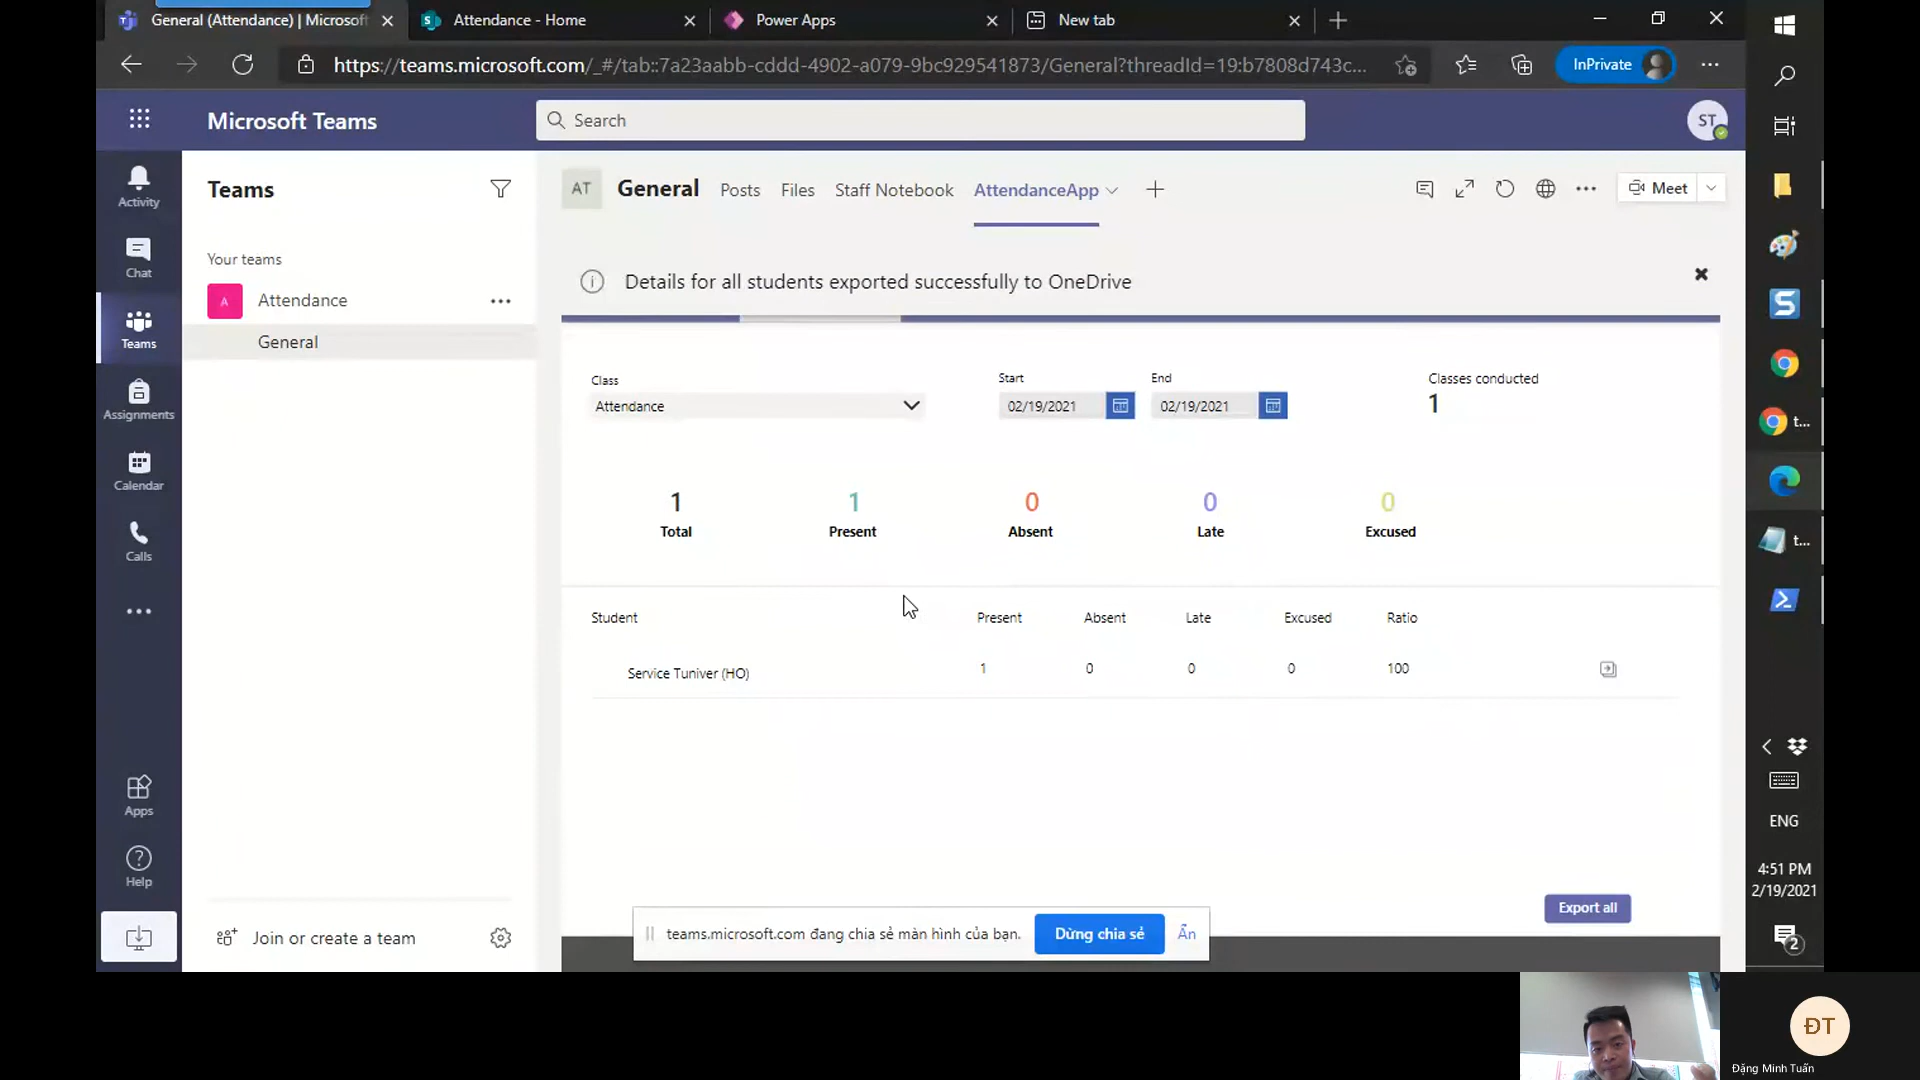 General (Attendance) | Microsoft
Attendance - Home
Power Apps
New tab
https://teams.microsoft.com/_#/tab::7a23aabb-cddd-4902-a079-9bc929541873/General?threadId=19:b7808d743c...
InPrivate
Microsoft Teams
Search
ST
Activity
Chat
Teams
Assignments
Calendar
Calls
Apps
Help
Teams
Your teams
A
Attendance
General
Join or create a team
AT
General
Posts
Files
Staff Notebook
AttendanceApp
Meet
Details for all students exported successfully to OneDrive
Class
Attendance
Start
02/19/2021
End
02/19/2021
Classes conducted
1
1
Total
1
Present
0
Absent
0
Late
0
Excused
Student Present Absent Late Excused Ratio
Service Tuniver (HO) 1 0 0 0 100
Export all
teams.microsoft.com đang chia sẻ màn hình của bạn.
Dừng chia sẻ
Ẩn
S
t...
t...
ENG
4:51 PM
2/19/2021
2
ĐT
Đặng Minh Tuấn